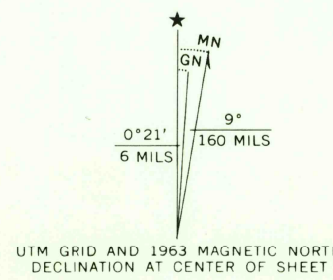 MN
GN
0°21'
6 MILS
9°
160 MILS
UTM GRID AND 1963 MAGNETIC NORTH
DECLINATION AT CENTER OF SHEET